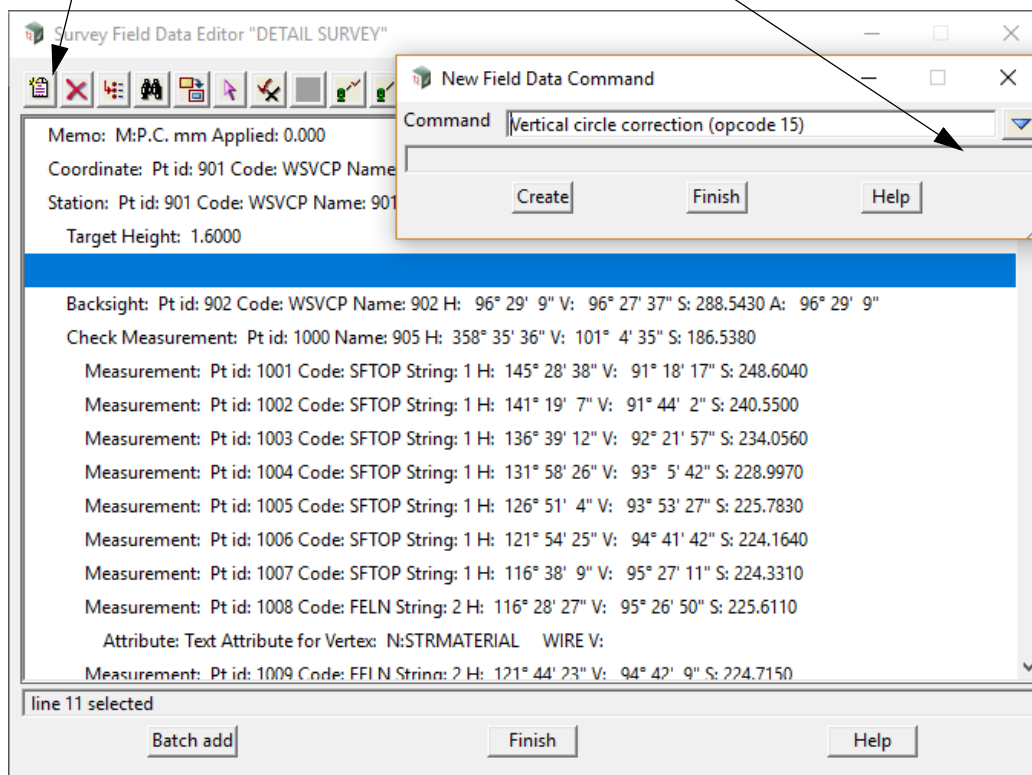 Survey Field Data Editor "DETAIL SURVEY"
New Field Data Command
Command Vertical circle correction (opcode 15)
Create Finish Help
Memo: M:P.C. mm Applied: 0.000
Coordinate: Pt id: 901 Code: WSVCP Name
Station: Pt id: 901 Code: WSVCP Name: 901
Target Height: 1.6000
Backsight: Pt id: 902 Code: WSVCP Name: 902 H: 96° 29' 9" V: 96° 27' 37" S: 288.5430 A: 96° 29' 9"
Check Measurement: Pt id: 1000 Name: 905 H: 358° 35' 36" V: 101° 4' 35" S: 186.5380
Measurement: Pt id: 1001 Code: SFTOP String: 1 H: 145° 28' 38" V: 91° 18' 17" S: 248.6040
Measurement: Pt id: 1002 Code: SFTOP String: 1 H: 141° 19' 7" V: 91° 44' 2" S: 240.5500
Measurement: Pt id: 1003 Code: SFTOP String: 1 H: 136° 39' 12" V: 92° 21' 57" S: 234.0560
Measurement: Pt id: 1004 Code: SFTOP String: 1 H: 131° 58' 26" V: 93° 5' 42" S: 228.9970
Measurement: Pt id: 1005 Code: SFTOP String: 1 H: 126° 51' 4" V: 93° 53' 27" S: 225.7830
Measurement: Pt id: 1006 Code: SFTOP String: 1 H: 121° 54' 25" V: 94° 41' 42" S: 224.1640
Measurement: Pt id: 1007 Code: SFTOP String: 1 H: 116° 38' 9" V: 95° 27' 11" S: 224.3310
Measurement: Pt id: 1008 Code: FELN String: 2 H: 116° 28' 27" V: 95° 26' 50" S: 225.6110
Attribute: Text Attribute for Vertex: N:STRMATERIAL WIRE V:
Measurement: Pt id: 1009 Code: FELN String: 2 H: 121° 44' 23" V: 94° 42' 9" S: 224.7150
line 11 selected
Batch add Finish Help